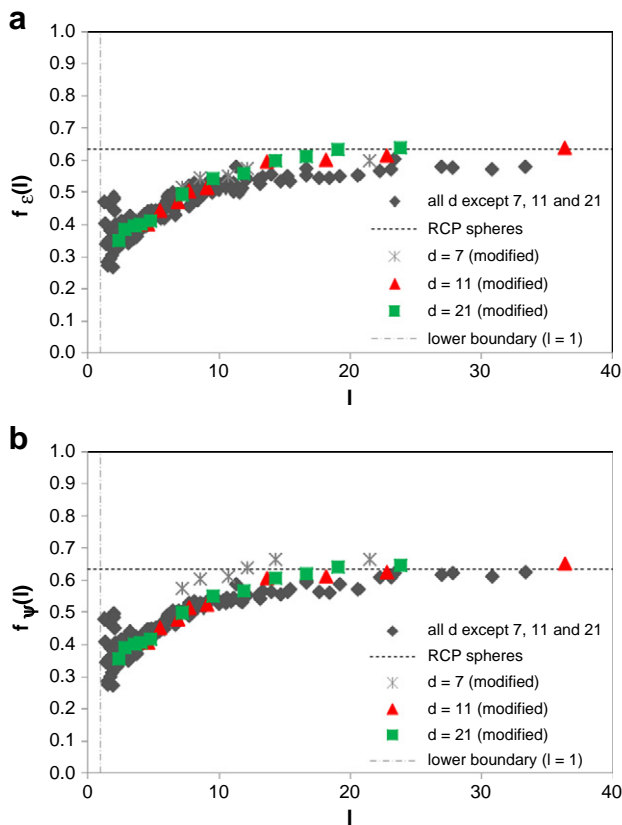 a
1.0
0.9
0.8
0.7
0.6
0.5
0.4
0.3
0.2
0.1
0.0
f ε(l)
all d except 7, 11 and 21
RCP spheres
d = 7 (modified)
d = 11 (modified)
d = 21 (modified)
lower boundary (l = 1)
0 10 20 30 40
l
b
1.0
0.9
0.8
0.7
0.6
0.5
0.4
0.3
0.2
0.1
0.0
f ψ(l)
all d except 7, 11 and 21
RCP spheres
d = 7 (modified)
d = 11 (modified)
d = 21 (modified)
lower boundary (l = 1)
0 10 20 30 40
l